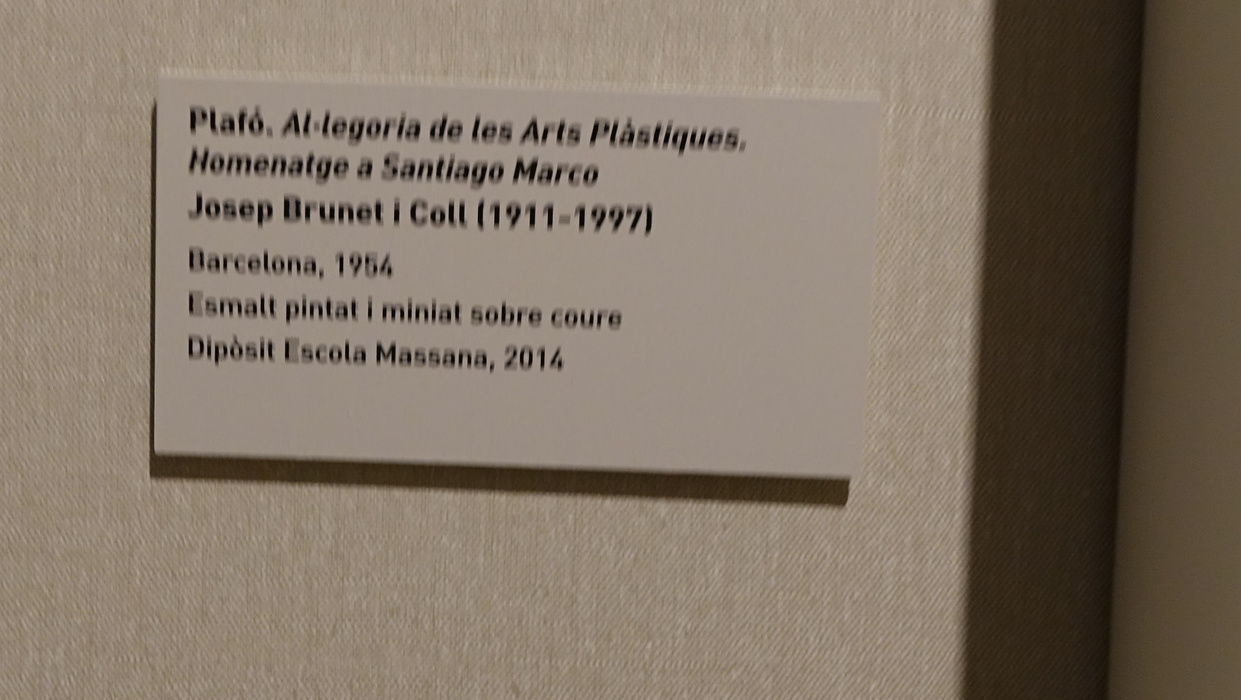 Plafó. Al·legoria de les Arts Plàstiques.
Homenatge a Santiago Marco
Josep Brunet i Coll (1911-1997)
Barcelona, 1954
Esmalt pintat i miniat sobre coure
Dipòsit Escola Massana, 2014